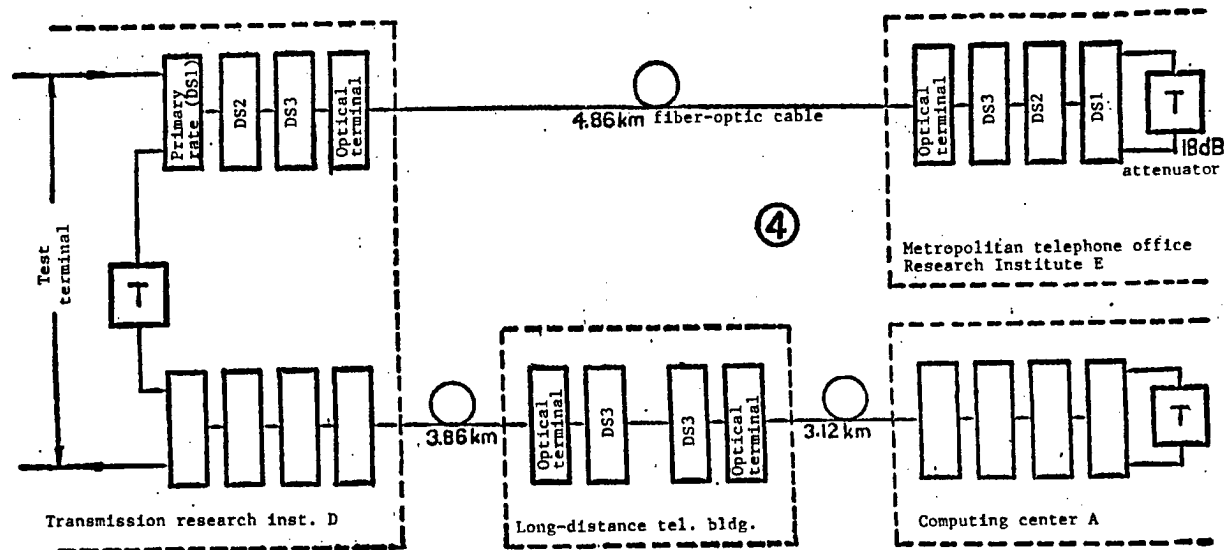 Primary rate (DS1)
DS2
DS3
Optical terminal
4.86km fiber-optic cable
Optical terminal
DS3
DS2
DS1
T
18dB
attenuator
Test terminal
T
④
Metropolitan telephone office
Research Institute E
3.86km
Optical terminal
DS3
DS3
Optical terminal
3.12km
T
Transmission research inst. D
Long-distance tel. bldg.
Computing center A